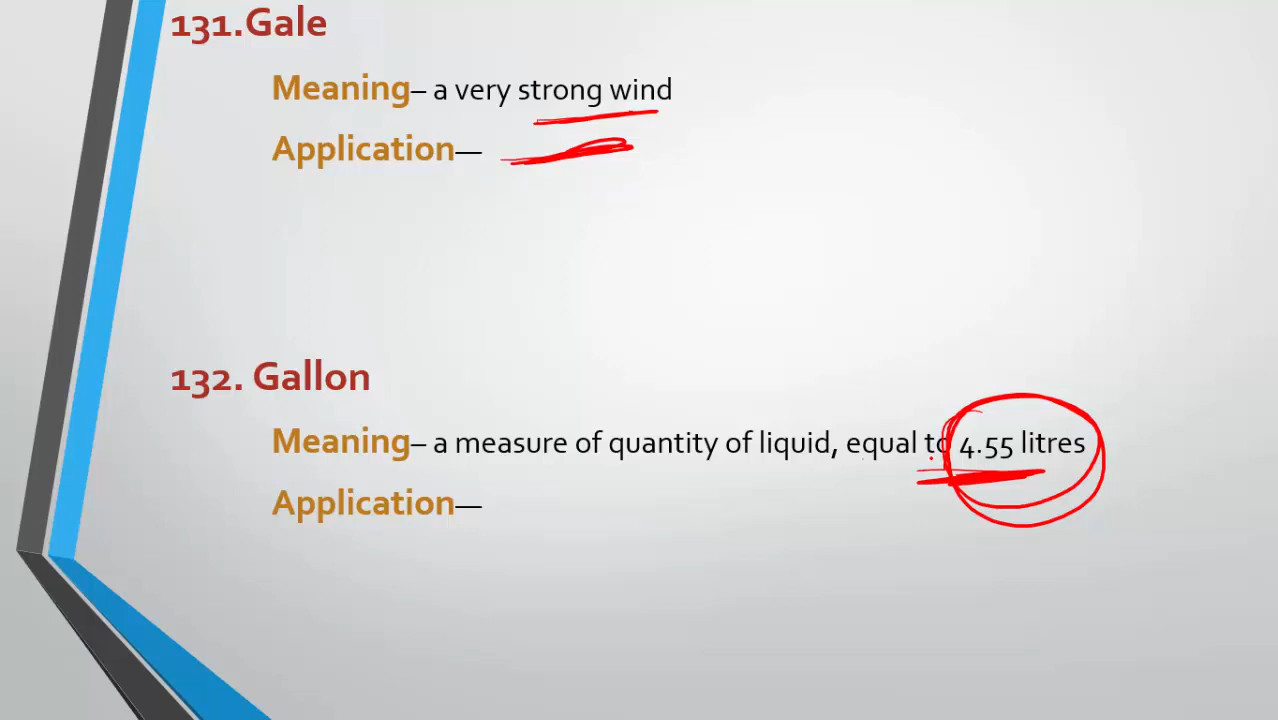 131.Gale
Meaning– a very strong wind
Application—
132. Gallon
Meaning– a measure of quantity of liquid, equal to 4.55 litres
Application—